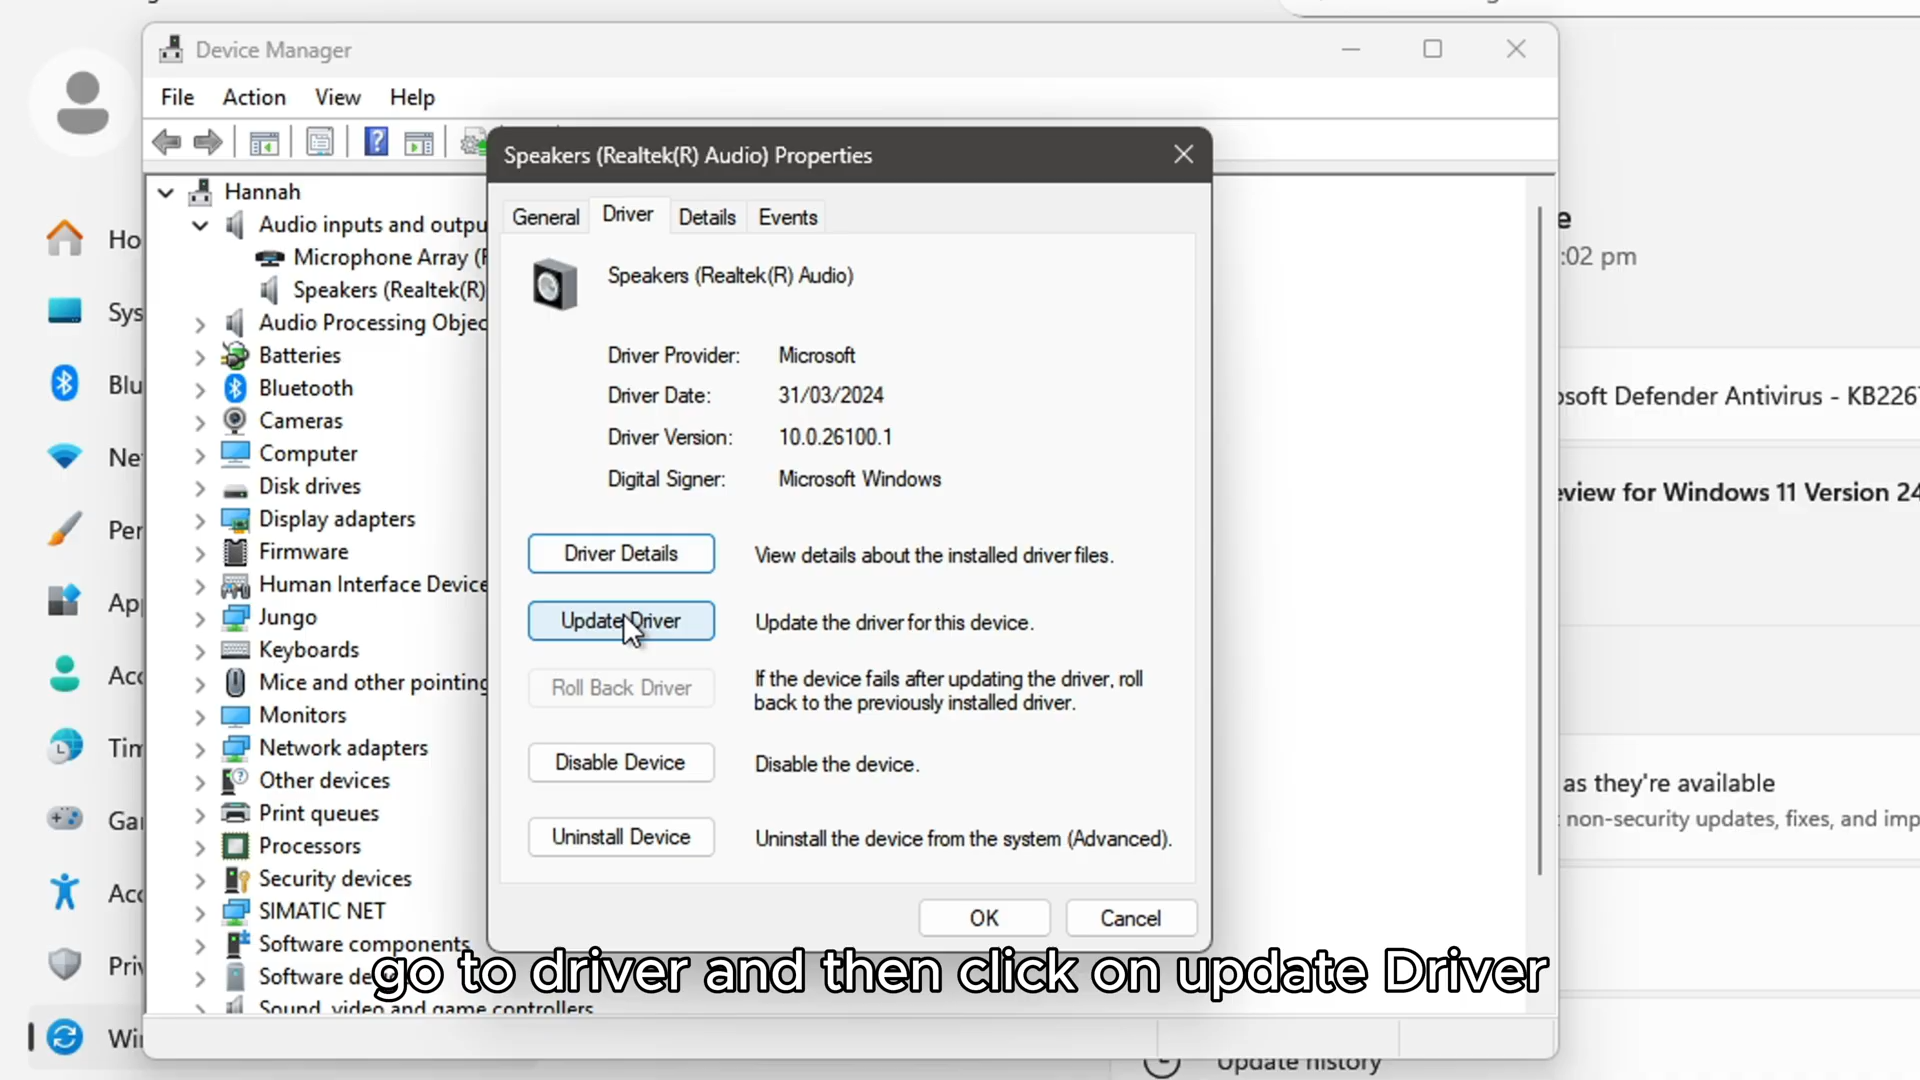 Device Manager
File Action View Help
Hannah
Audio inputs and outpu
Microphone Array (
Speakers (Realtek(R)
Audio Processing Objec
Batteries
Bluetooth
Cameras
Computer
Disk drives
Display adapters
Firmware
Human Interface Device
Jungo
Keyboards
Mice and other pointing
Monitors
Network adapters
Other devices
Print queues
Processors
Security devices
SIMATIC NET
Software components
Software de
Sound, video and game controllers
Speakers (Realtek(R) Audio) Properties
General Driver Details Events
Speakers (Realtek(R) Audio)
Driver Provider: Microsoft
Driver Date: 31/03/2024
Driver Version: 10.0.26100.1
Digital Signer: Microsoft Windows
Driver Details View details about the installed driver files.
Update Driver Update the driver for this device.
Roll Back Driver If the device fails after updating the driver, roll
back to the previously installed driver.
Disable Device Disable the device.
Uninstall Device Uninstall the device from the system (Advanced).
OK Cancel
go to driver and then click on update Driver
Ho
Sys
Blu
Ne
Per
Ap
Acc
Tim
Ga
Acc
Pri
Wi
e
:02 pm
osoft Defender Antivirus - KB2267
eview for Windows 11 Version 24
as they're available
non-security updates, fixes, and imp
Update history